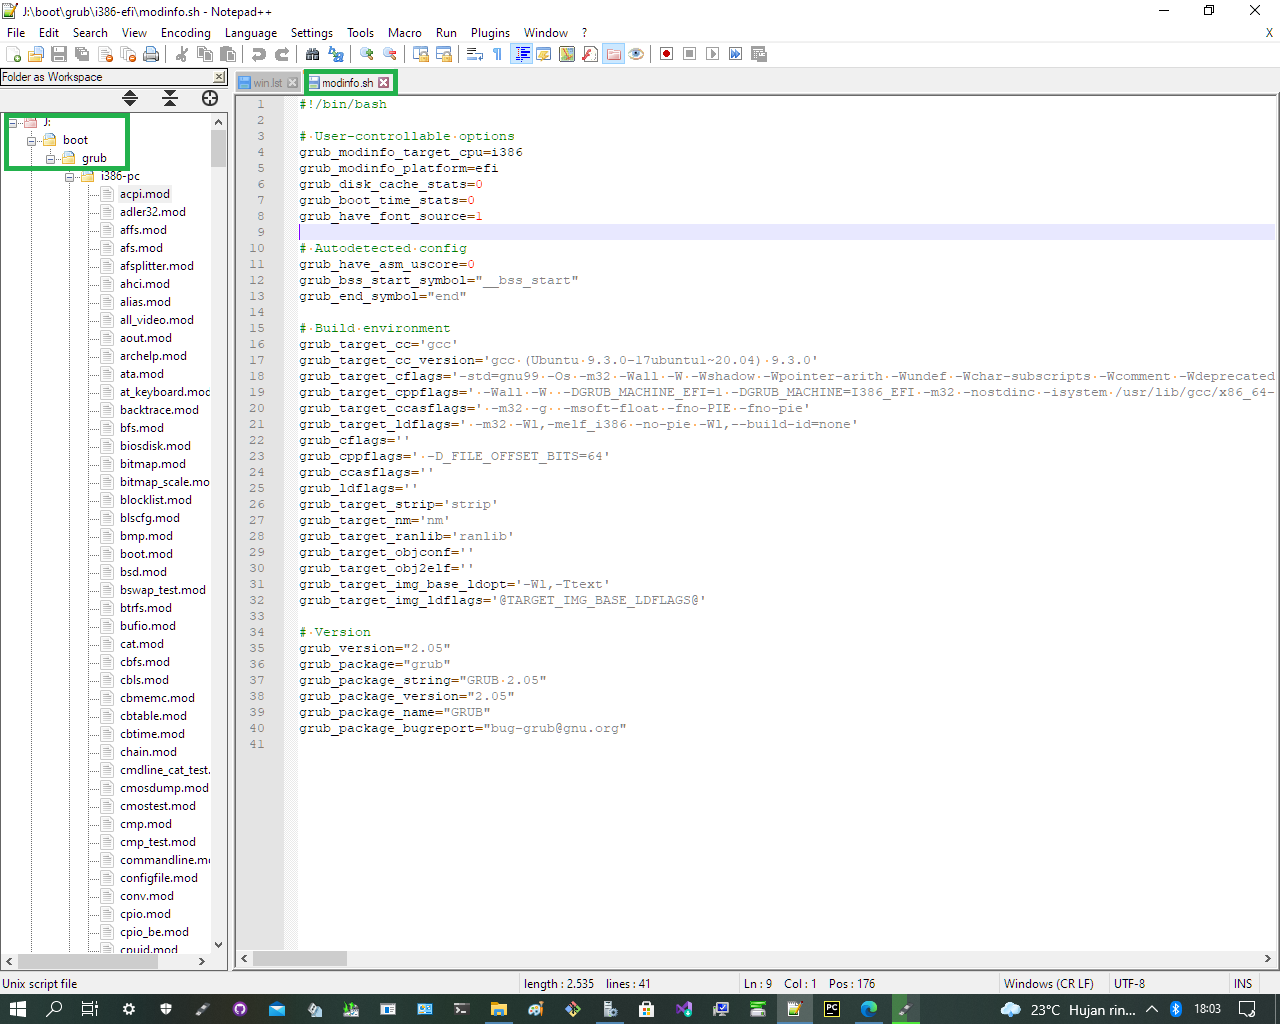 J:\boot\grub\i386-efi\modinfo.sh - Notepad++
File Edit Search View Encoding Language Settings Tools Macro Run Plugins Window ? X
Folder as Workspace
win.lst modinfo.sh
J:
boot
grub
i386-pc
acpi.mod
adler32.mod
affs.mod
afs.mod
afsplitter.mod
ahci.mod
alias.mod
all_video.mod
aout.mod
archelp.mod
ata.mod
at_keyboard.mod
backtrace.mod
bfs.mod
biosdisk.mod
bitmap.mod
bitmap_scale.mo
blocklist.mod
blscfg.mod
bmp.mod
boot.mod
bsd.mod
bswap_test.mod
btrfs.mod
bufio.mod
cat.mod
cbfs.mod
cbls.mod
cbmemc.mod
cbtable.mod
cbtime.mod
chain.mod
cmdline_cat_test.
cmosdump.mod
cmostest.mod
cmp.mod
cmp_test.mod
commandline.m
configfile.mod
conv.mod
cpio.mod
cpio_be.mod
cpuid.mod
1 #!/bin/bash
2
3 # User-controllable options
4 grub_modinfo_target_cpu=i386
5 grub_modinfo_platform=efi
6 grub_disk_cache_stats=0
7 grub_boot_time_stats=0
8 grub_have_font_source=1
9
10 # Autodetected config
11 grub_have_asm_uscore=0
12 grub_bss_start_symbol="__bss_start"
13 grub_end_symbol="end"
14
15 # Build environment
16 grub_target_cc='gcc'
17 grub_target_cc_version='gcc (Ubuntu 9.3.0-17ubuntu1~20.04) 9.3.0'
18 grub_target_cflags='-std=gnu99 -Os -m32 -Wall -W -Wshadow -Wpointer-arith -Wundef -Wchar-subscripts -Wcomment -Wdeprecated
19 grub_target_cppflags=' -Wall -W  -DGRUB_MACHINE_EFI=1 -DGRUB_MACHINE=I386_EFI -m32 -nostdinc -isystem /usr/lib/gcc/x86_64-
20 grub_target_ccasflags=' -m32 -g  -msoft-float -fno-PIE -fno-pie'
21 grub_target_ldflags=' -m32 -Wl,-melf_i386 -no-pie -Wl,--build-id=none'
22 grub_cflags=''
23 grub_cppflags=' -D_FILE_OFFSET_BITS=64'
24 grub_ccasflags=''
25 grub_ldflags=''
26 grub_target_strip='strip'
27 grub_target_nm='nm'
28 grub_target_ranlib='ranlib'
29 grub_target_objconf=''
30 grub_target_obj2elf=''
31 grub_target_img_base_ldopt='-Wl,-Ttext'
32 grub_target_img_ldflags='@TARGET_IMG_BASE_LDFLAGS@'
33
34 # Version
35 grub_version="2.05"
36 grub_package="grub"
37 grub_package_string="GRUB 2.05"
38 grub_package_version="2.05"
39 grub_package_name="GRUB"
40 grub_package_bugreport="bug-grub@gnu.org"
41
Unix script file length : 2.535 lines : 41 Ln : 9 Col : 1 Pos : 176 Windows (CR LF) UTF-8 INS
23°C Hujan rin... 18:03